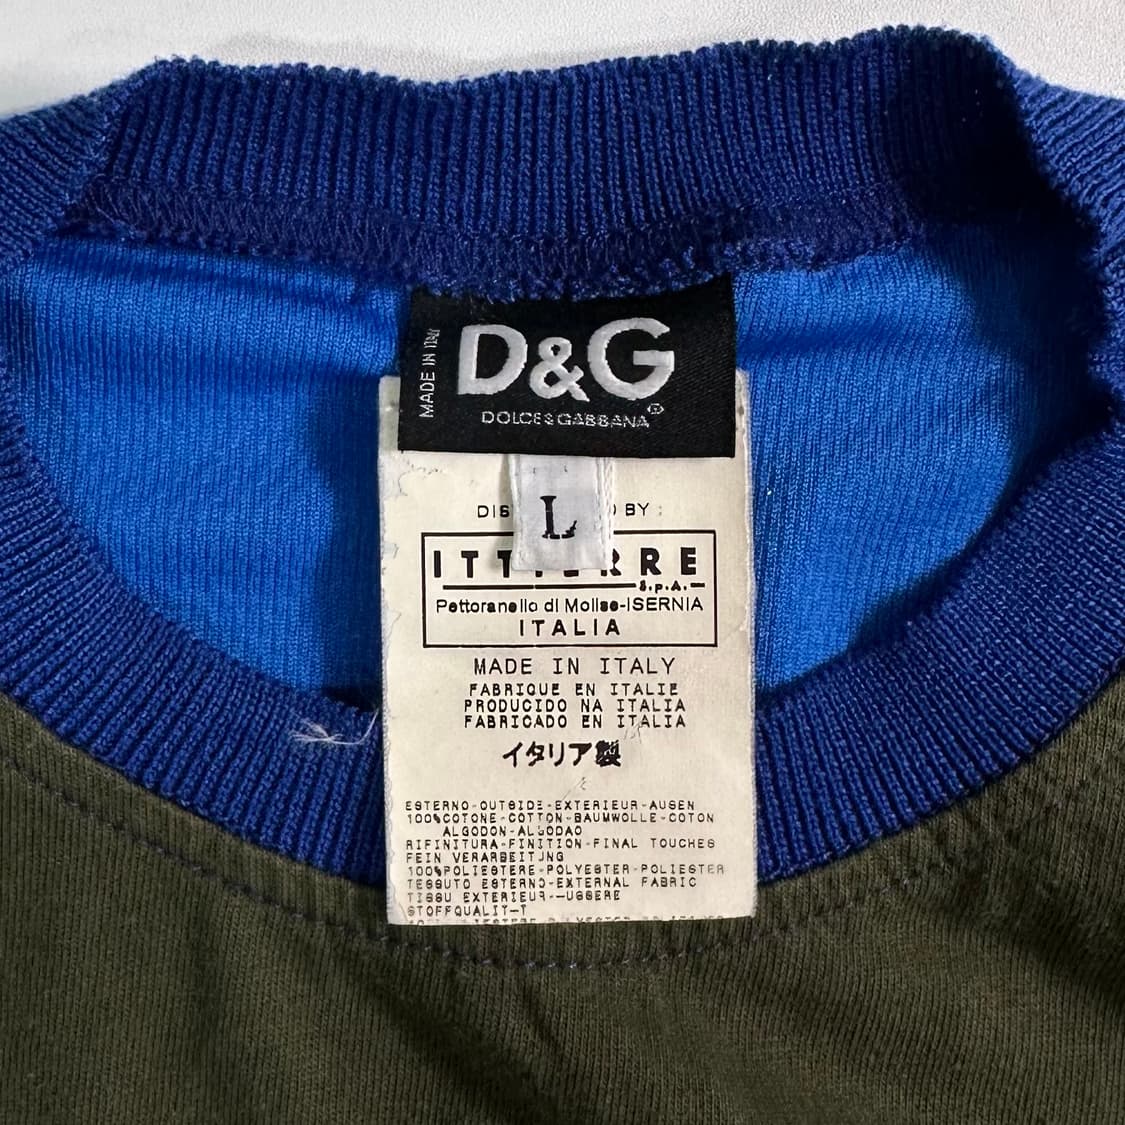 MADE IN ITALY
D&G
DOLCE & GABBANA
L
BY :
S.p.A.
Pettoranello di Molise-ISERNIA
ITALIA
MADE IN ITALY
FABRIQUE EN ITALIE
PRODUCIDO NA ITALIA
FABRICADO EN ITALIA
イタリア製
ESTERNO-OUTSIDE-EXTERIEUR-AUSEN
100%COTONE-COTTON-BAUMWOLLE-COTON
ALGODON-ALGODAO
RIFINITURA-FINITION-FINAL TOUCHES
FEIN VERARBEITUNG
100%POLIESTERE-POLYESTER-POLIESTER
TESSUTO ESTERNO-EXTERNAL FABRIC
TISSU EXTERIEUR--USSERE
STOFFQUALIT-T